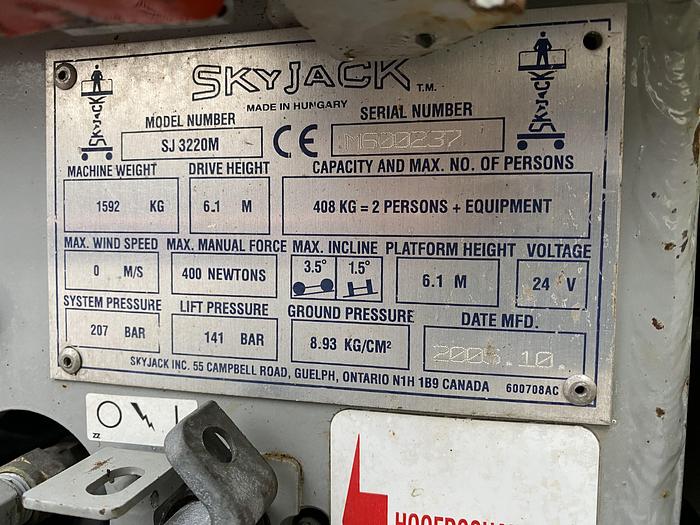 SKYJACK T.M.
MADE IN HUNGARY
SKYJACK
SKYJACK
MODEL NUMBER
SJ 3220M
CE
SERIAL NUMBER
M600237
MACHINE WEIGHT
1592 KG
DRIVE HEIGHT
6.1 M
CAPACITY AND MAX. NO. OF PERSONS
408 KG = 2 PERSONS + EQUIPMENT
MAX. WIND SPEED
0 M/S
MAX. MANUAL FORCE
400 NEWTONS
MAX. INCLINE
3.5° 1.5°
PLATFORM HEIGHT
6.1 M
VOLTAGE
24 V
SYSTEM PRESSURE
207 BAR
LIFT PRESSURE
141 BAR
GROUND PRESSURE
8.93 KG/CM²
DATE MFD.
SKYJACK INC. 55 CAMPBELL ROAD, GUELPH, ONTARIO N1H 1B9 CANADA 600708AC